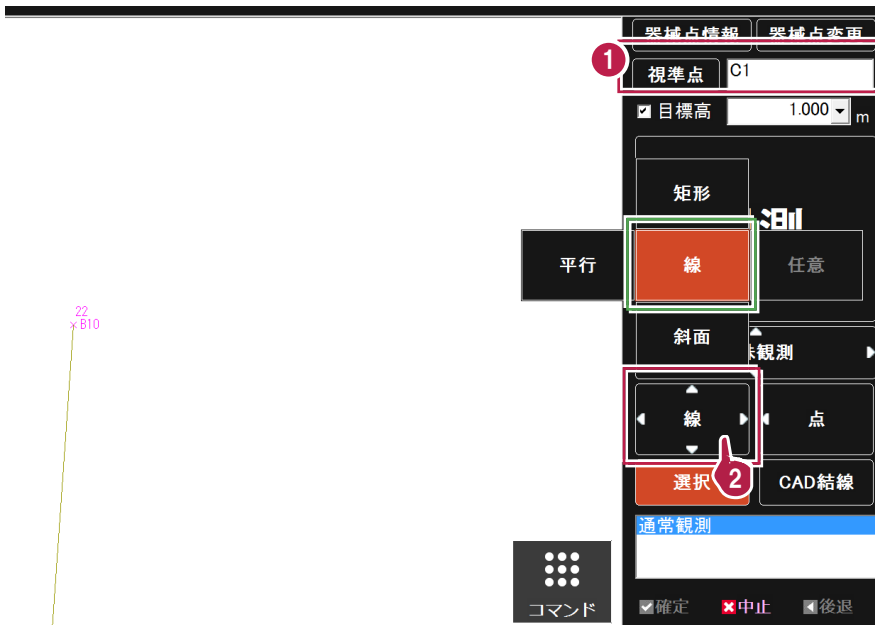 器械点情報 器械点変更
1
視準点 C1
目標高 1.000 m
矩形
平行 線 任意
斜面
観測
線 点
2
選択 CAD結線
通常観測
22
B10
コマンド
確定 中止 後退